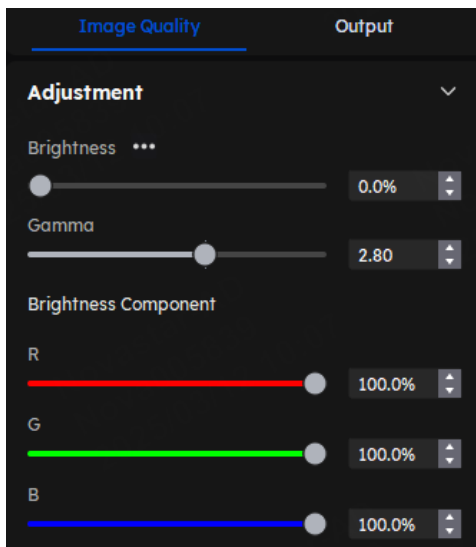 Image Quality Output
Adjustment
Brightness •••
0.0%
Gamma
2.80
Brightness Component
R
100.0%
G
100.0%
B
100.0%